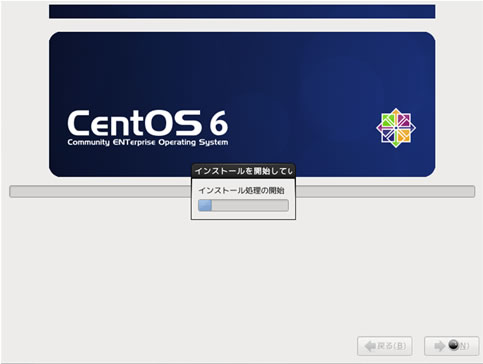 CentOS 6
Community ENTerprise Operating System
インストールを開始してい
インストール処理の開始
戻る(B)
N)